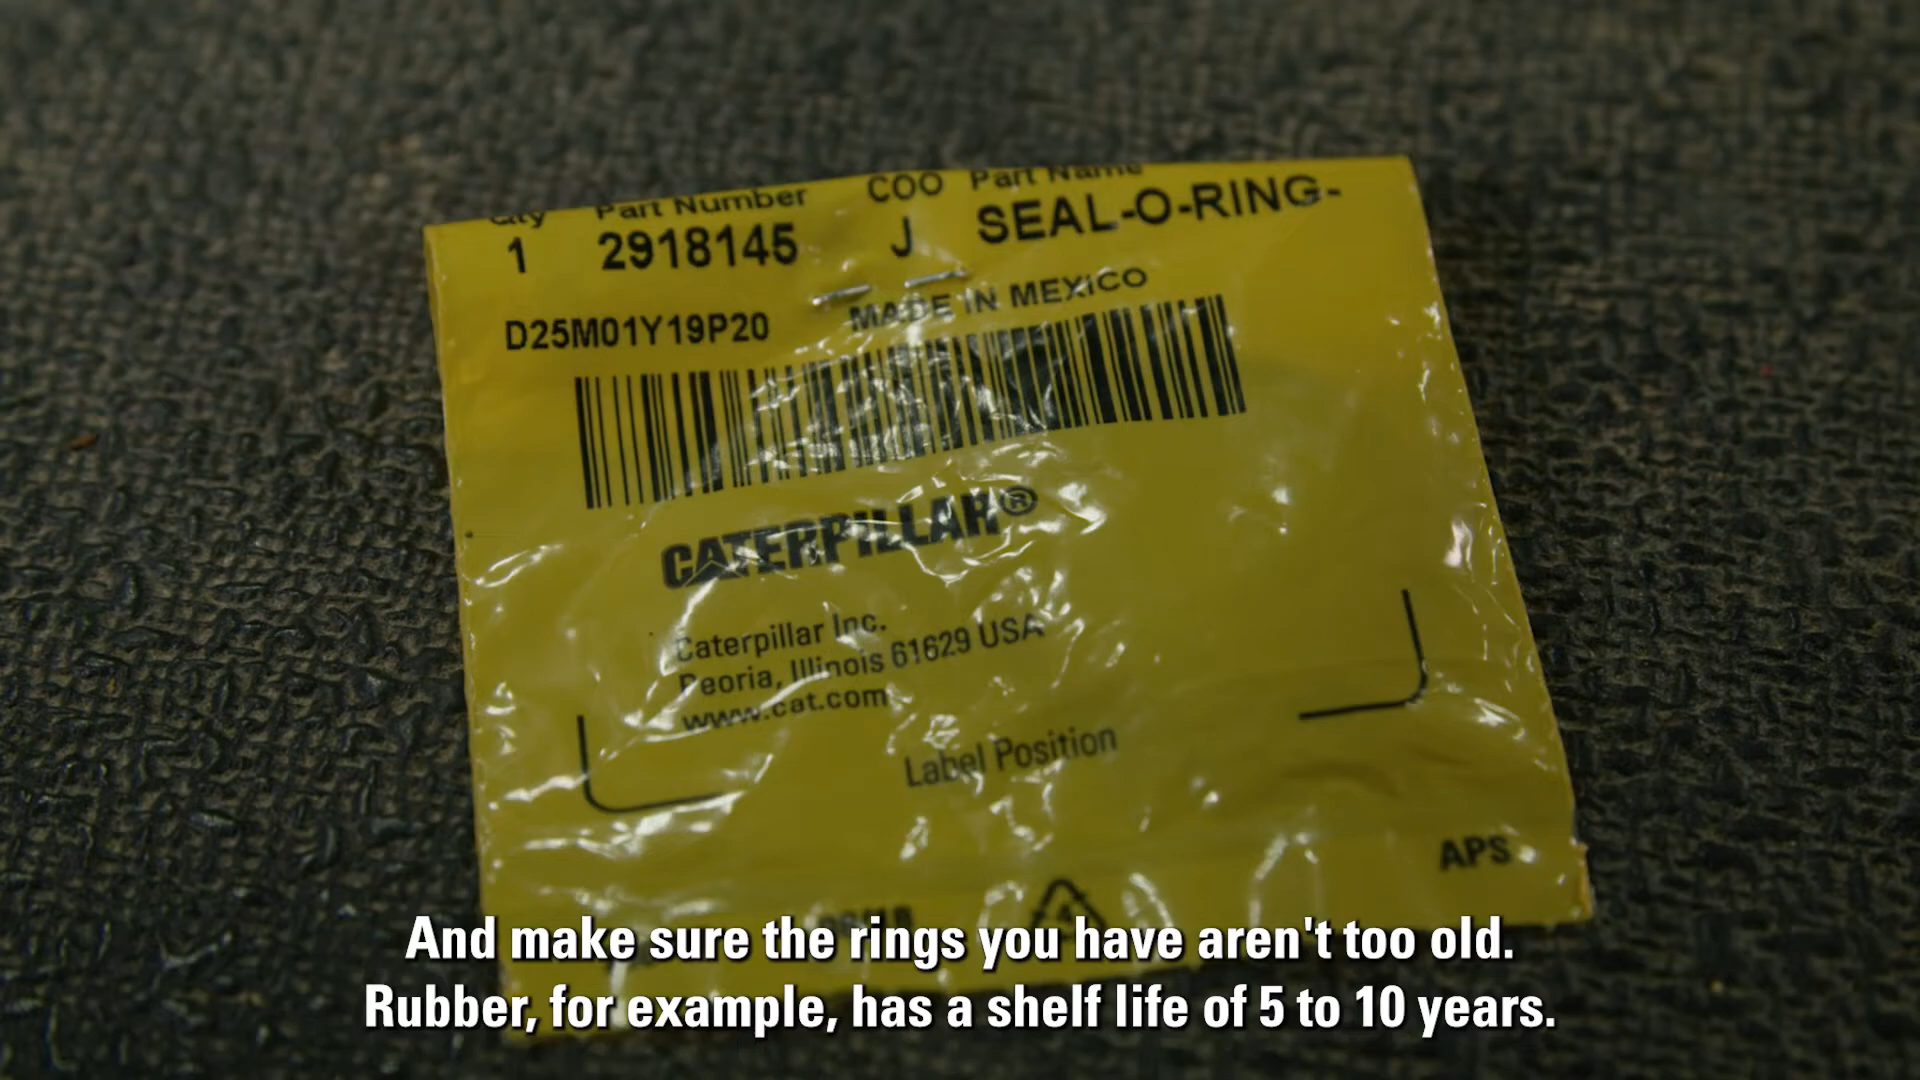 Qty Part Number COO Part Name
1 2918145 J SEAL-O-RING-
D25M01Y19P20 MADE IN MEXICO
CATERPILLAR®
Caterpillar Inc.
Peoria, Illinois 61629 USA
www.cat.com
Label Position
APS
And make sure the rings you have aren't too old.
Rubber, for example, has a shelf life of 5 to 10 years.